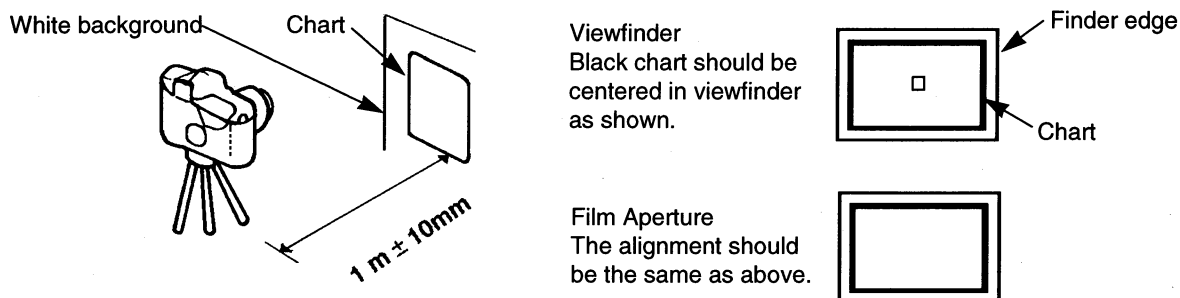 White background
Chart
1 m ± 10mm
Viewfinder
Black chart should be
centered in viewfinder
as shown.
Finder edge
Chart
Film Aperture
The alignment should
be the same as above.